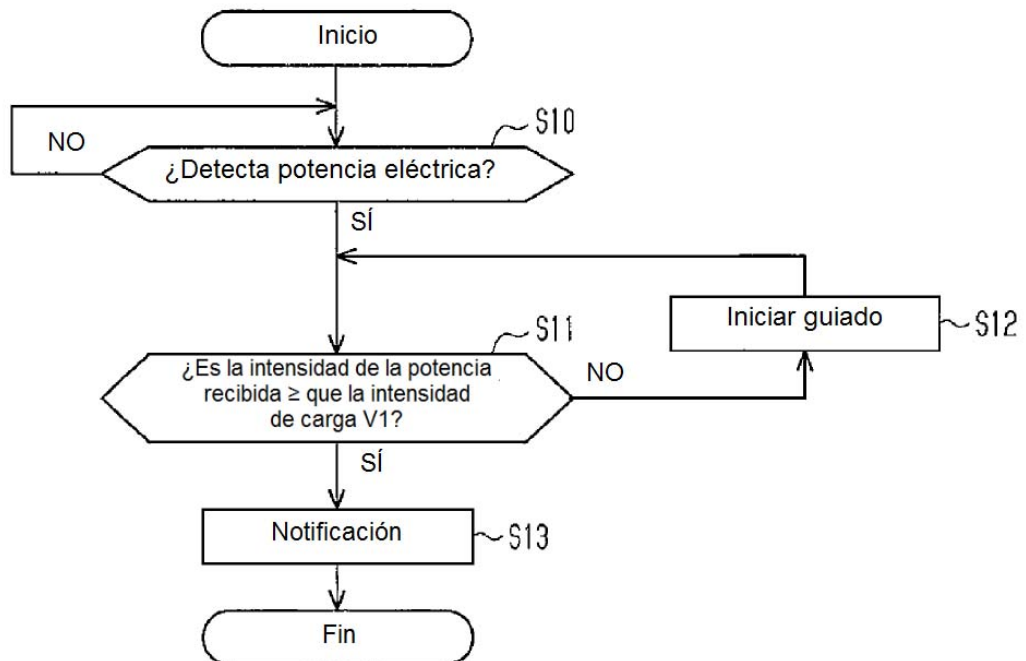 Inicio
S10
NO
¿Detecta potencia eléctrica?
SÍ
Iniciar guiado
S12
S11
¿Es la intensidad de la potencia
recibida ≥ que la intensidad
de carga V1?
NO
SÍ
Notificación
S13
Fin